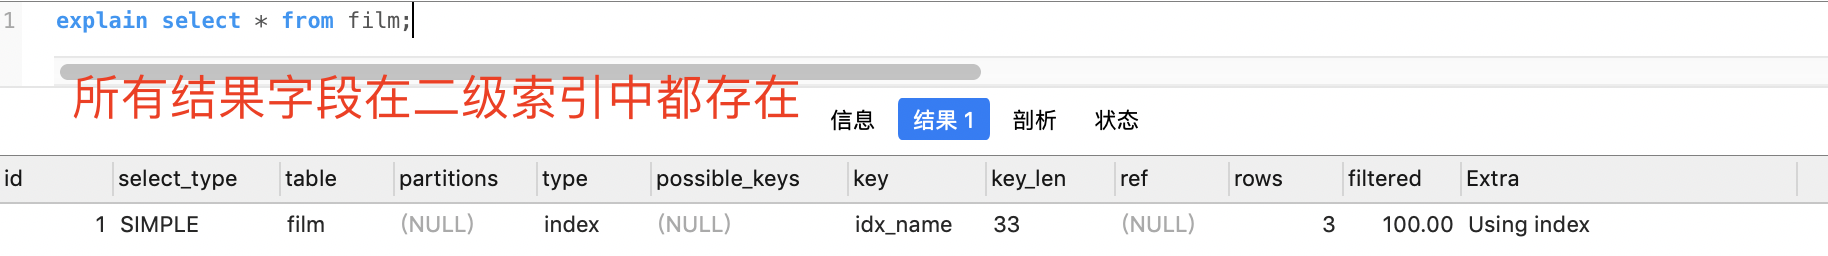 1 explain select * from film;
所有结果字段在二级索引中都存在
信息 结果 1 剖析 状态
id select_type table partitions type possible_keys key key_len ref rows filtered Extra
1 SIMPLE film (NULL) index (NULL) idx_name 33 (NULL) 3 100.00 Using index